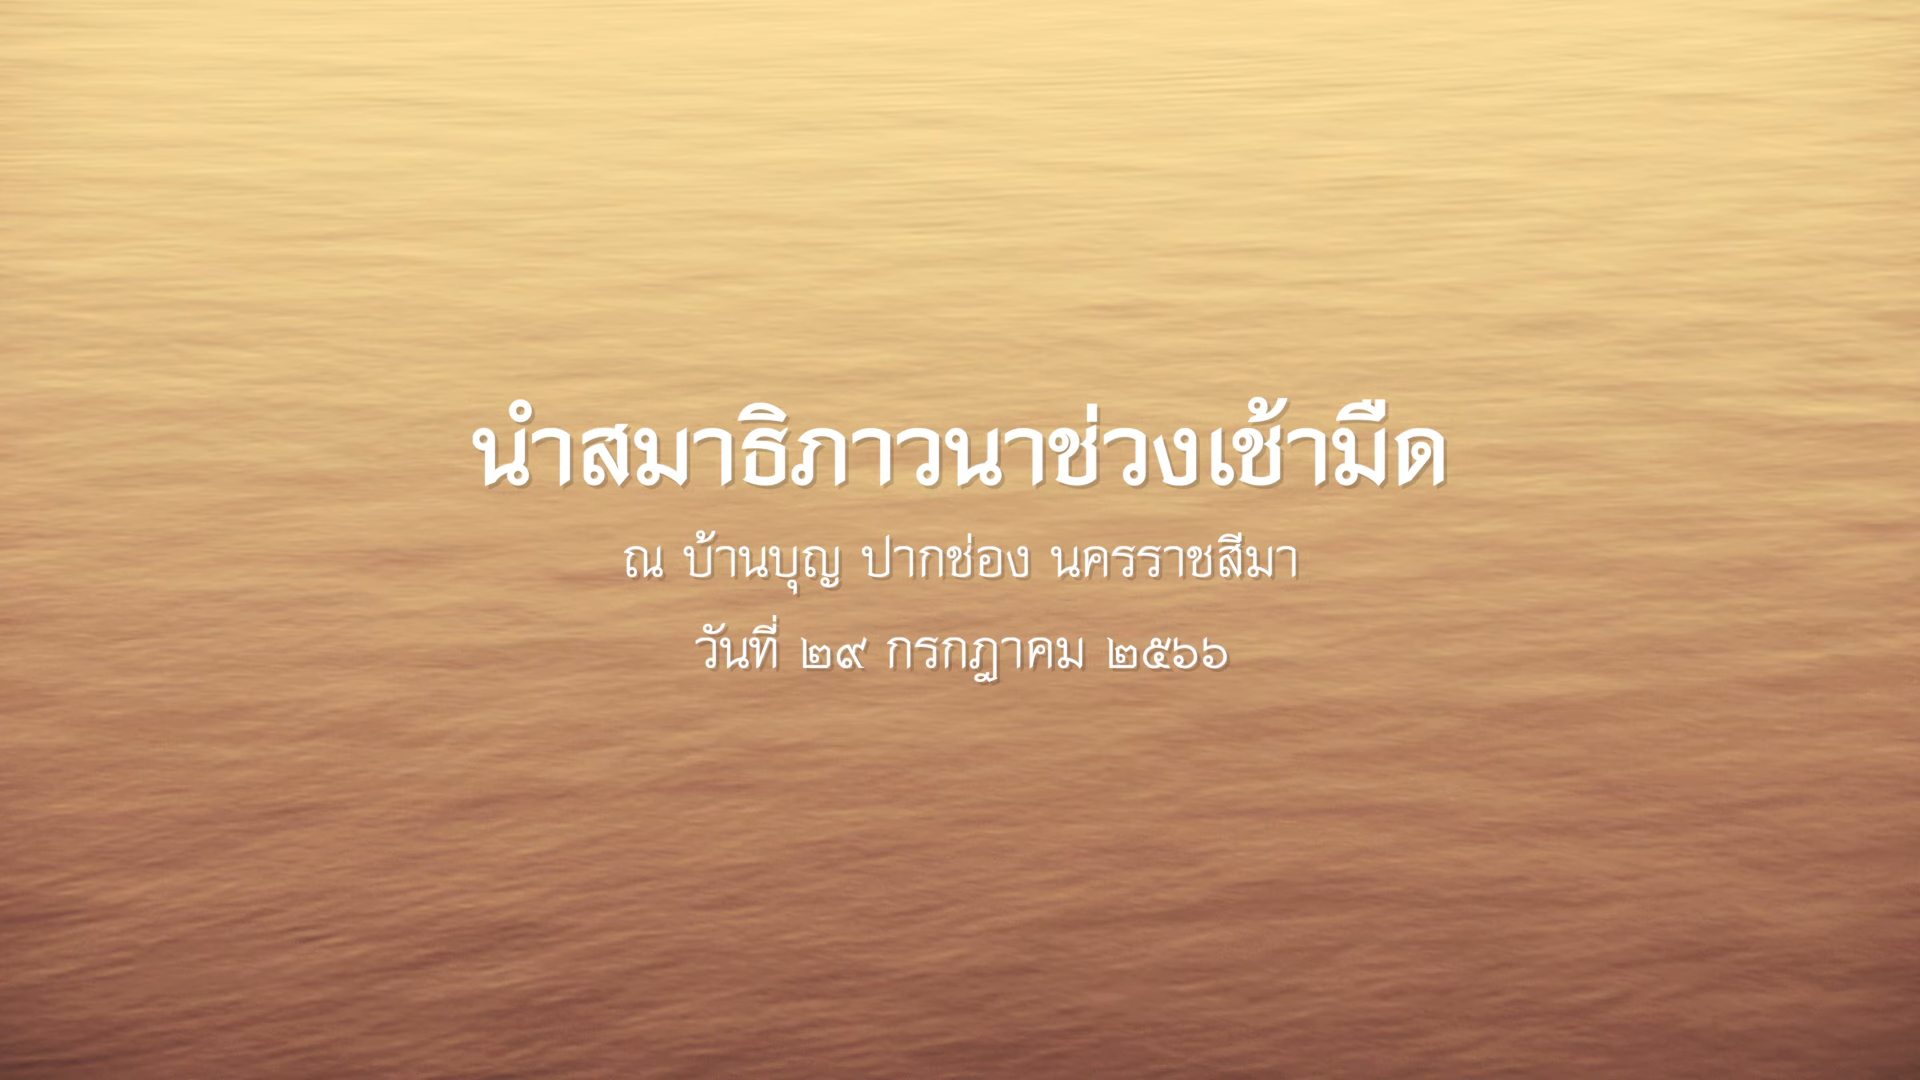 นำสมาธิภาวนาช่วงเช้ามืด
ณ บ้านบุญ ปากช่อง นครราชสีมา
วันที่ ๒๙ กรกฎาคม ๒๕๖๖